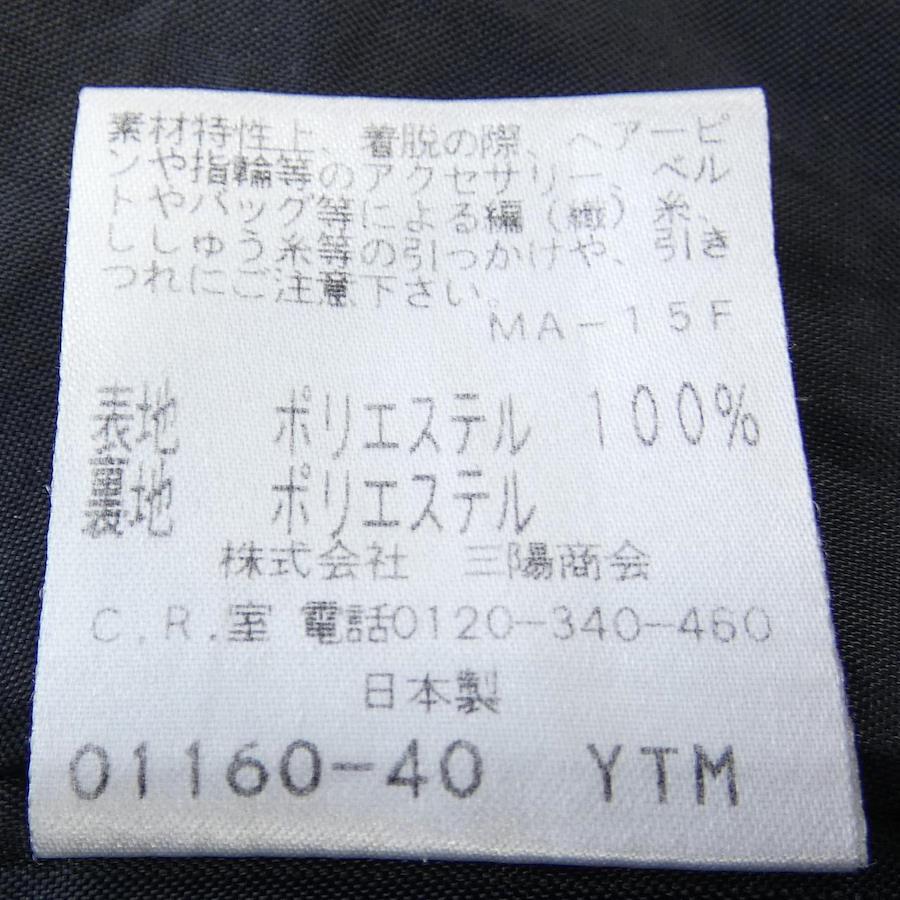 素材特性上、着脱の際、ヘアーピ
ンや指輪等のアクセサリー、ベル
トやバッグ等による編（織）糸、
ししゅう糸等の引っかけや、引き
つれにご注意下さい。
MA-15F
表地 ポリエステル 100%
裏地 ポリエステル
株式会社 三陽商会
C.R.室 電話0120-340-460
日本製
01160-40 YTM